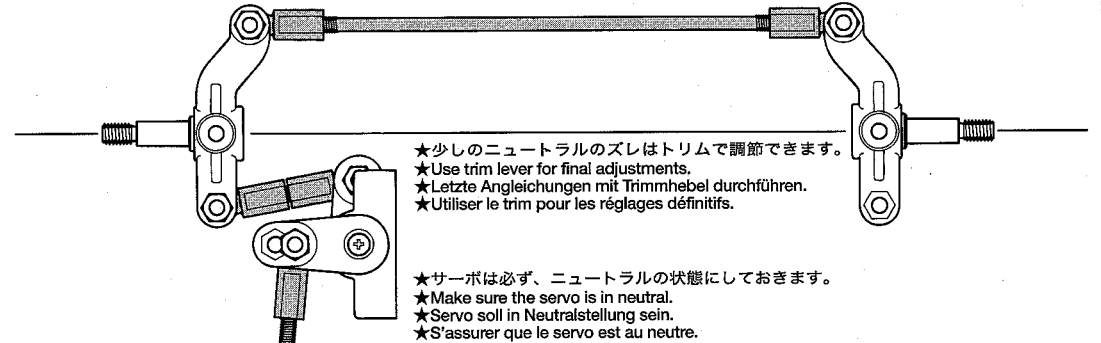 ★少しのニュートラルのズレはトリムで調節できます。
★Use trim lever for final adjustments.
★Letzte Angleichungen mit Trimmhebel durchführen.
★Utiliser le trim pour les réglages définitifs.
★サーボは必ず、ニュートラルの状態にしておきます。
★Make sure the servo is in neutral.
★Servo soll in Neutralstellung sein.
★S'assurer que le servo est au neutre.